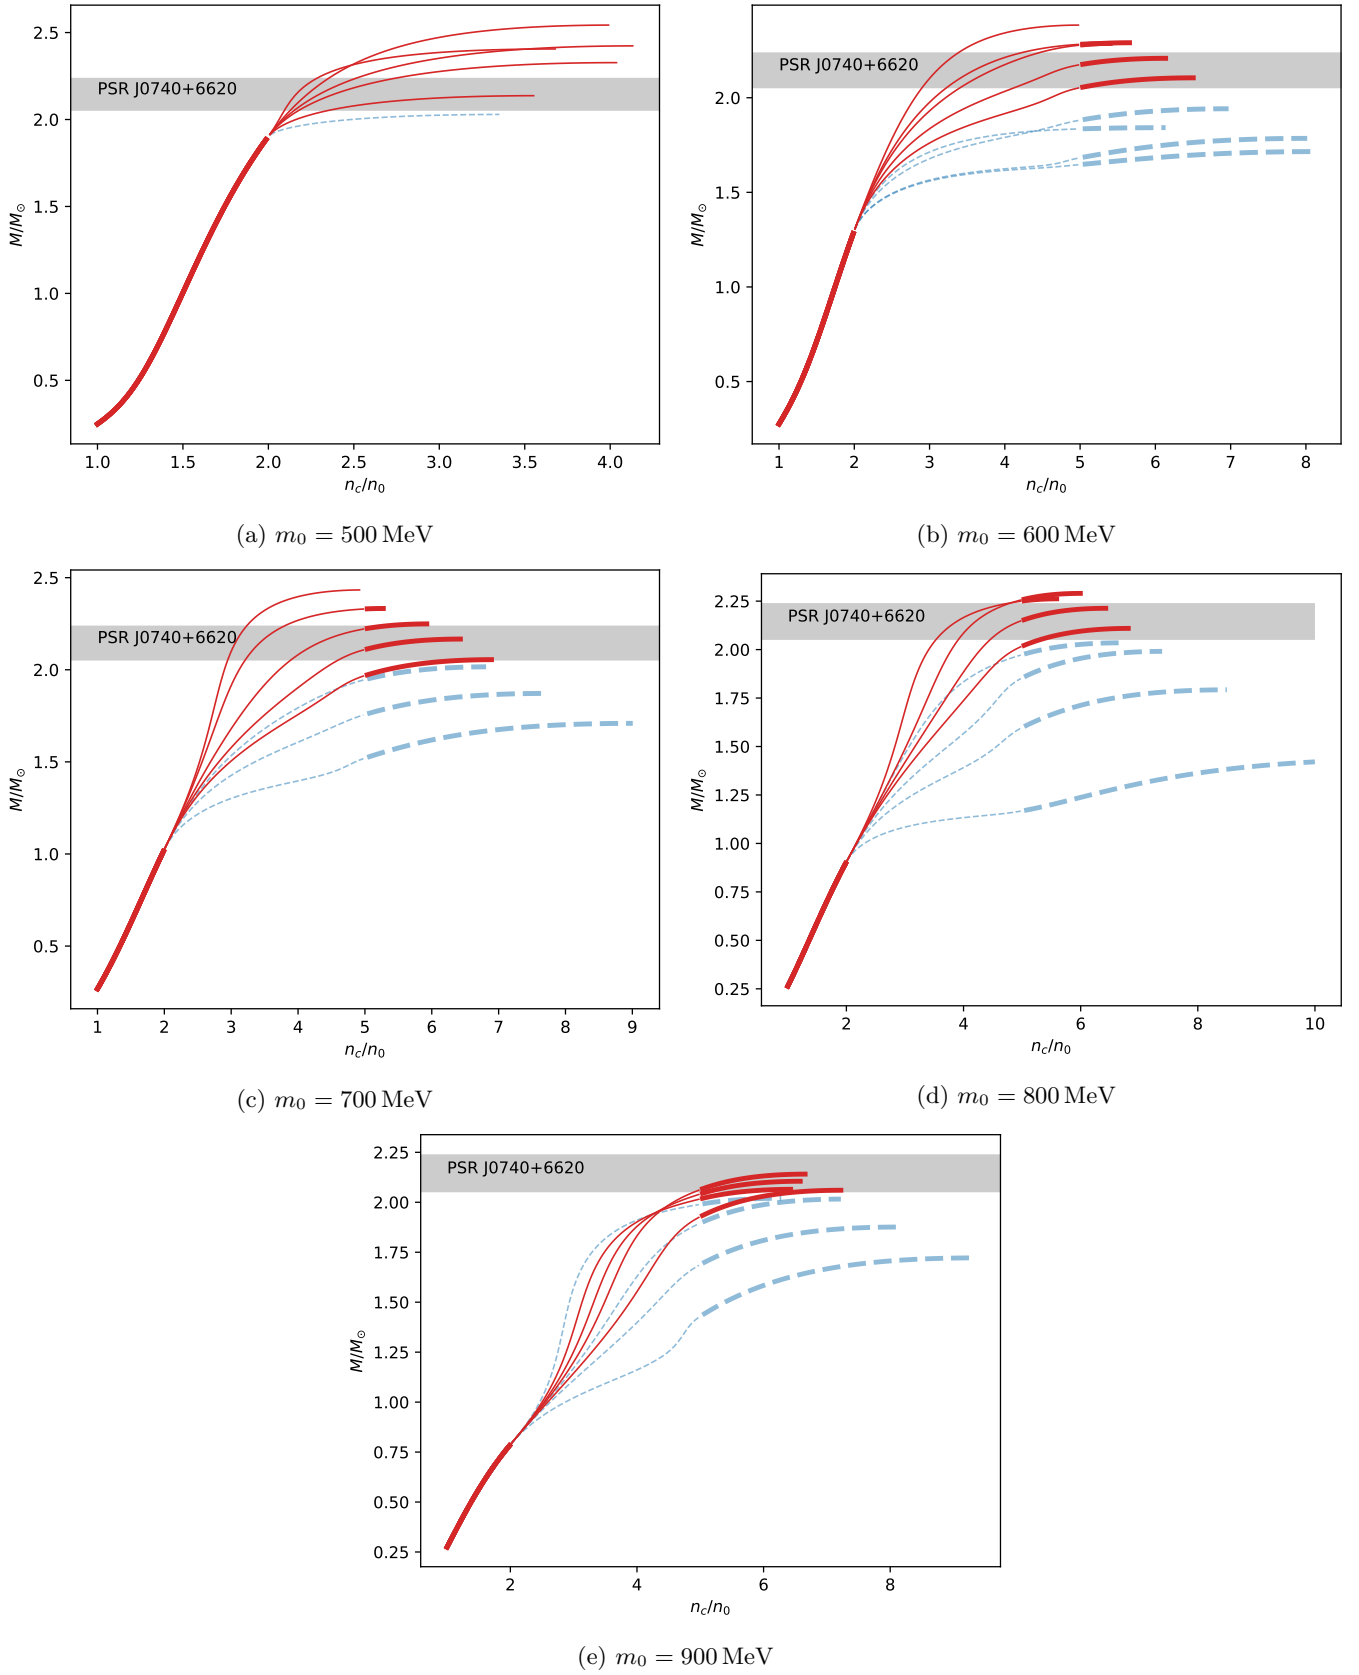 2.5
2.0
1.5
1.0
0.5
M/M⊙
PSR J0740+6620
1.0 1.5 2.0 2.5 3.0 3.5 4.0
n_c/n_0
(a) m_0 = 500 MeV
2.0
1.5
1.0
0.5
M/M⊙
PSR J0740+6620
1 2 3 4 5 6 7 8
n_c/n_0
(b) m_0 = 600 MeV
2.5
2.0
1.5
1.0
0.5
M/M⊙
PSR J0740+6620
1 2 3 4 5 6 7 8 9
n_c/n_0
(c) m_0 = 700 MeV
2.25
2.00
1.75
1.50
1.25
1.00
0.75
0.50
0.25
M/M⊙
PSR J0740+6620
2 4 6 8 10
n_c/n_0
(d) m_0 = 800 MeV
2.25
2.00
1.75
1.50
1.25
1.00
0.75
0.50
0.25
M/M⊙
PSR J0740+6620
2 4 6 8
n_c/n_0
(e) m_0 = 900 MeV